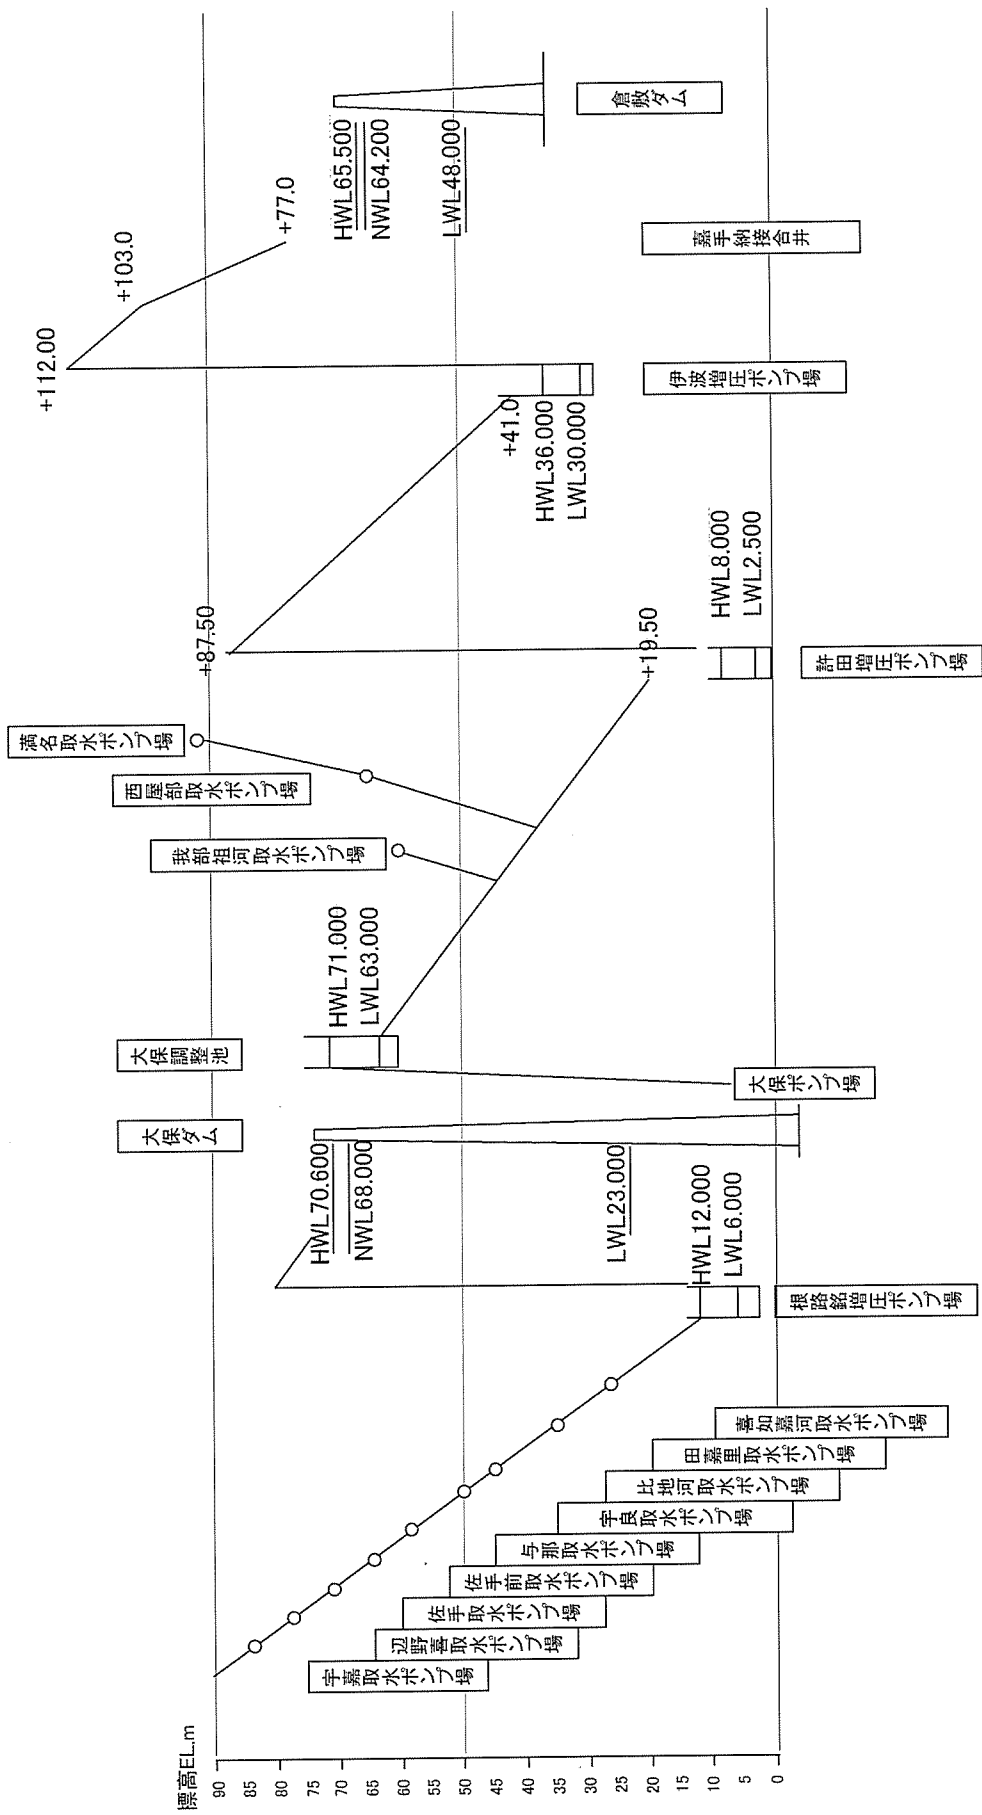 標高EL.m
90
75
70
65
60
55
50
45
40
35
30
25
20
15
10
5
0
宇嘉取水ポンプ場
辺野喜取水ポンプ場
佐手取水ポンプ場
佐手前取水ポンプ場
与那取水ポンプ場
宇良取水ポンプ場
比地河取水ポンプ場
田嘉里取水ポンプ場
喜如嘉河取水ポンプ場
根路銘増圧ポンプ場
HWL12.000
LWL6.000
大保ダム
HWL70.600
NWL68.000
LWL23.000
大保ポンプ場
大保調整池
HWL71.000
LWL63.000
我部祖河取水ポンプ場
西屋部取水ポンプ場
満名取水ポンプ場
+19.50
+87.50
HWL8.000
LWL2.500
許田増圧ポンプ場
+41.0
HWL36.000
LWL30.000
伊波増圧ポンプ場
+112.00
+103.0
+77.0
嘉手納接合井
HWL65.500
NWL64.200
LWL48.000
倉敷ダム